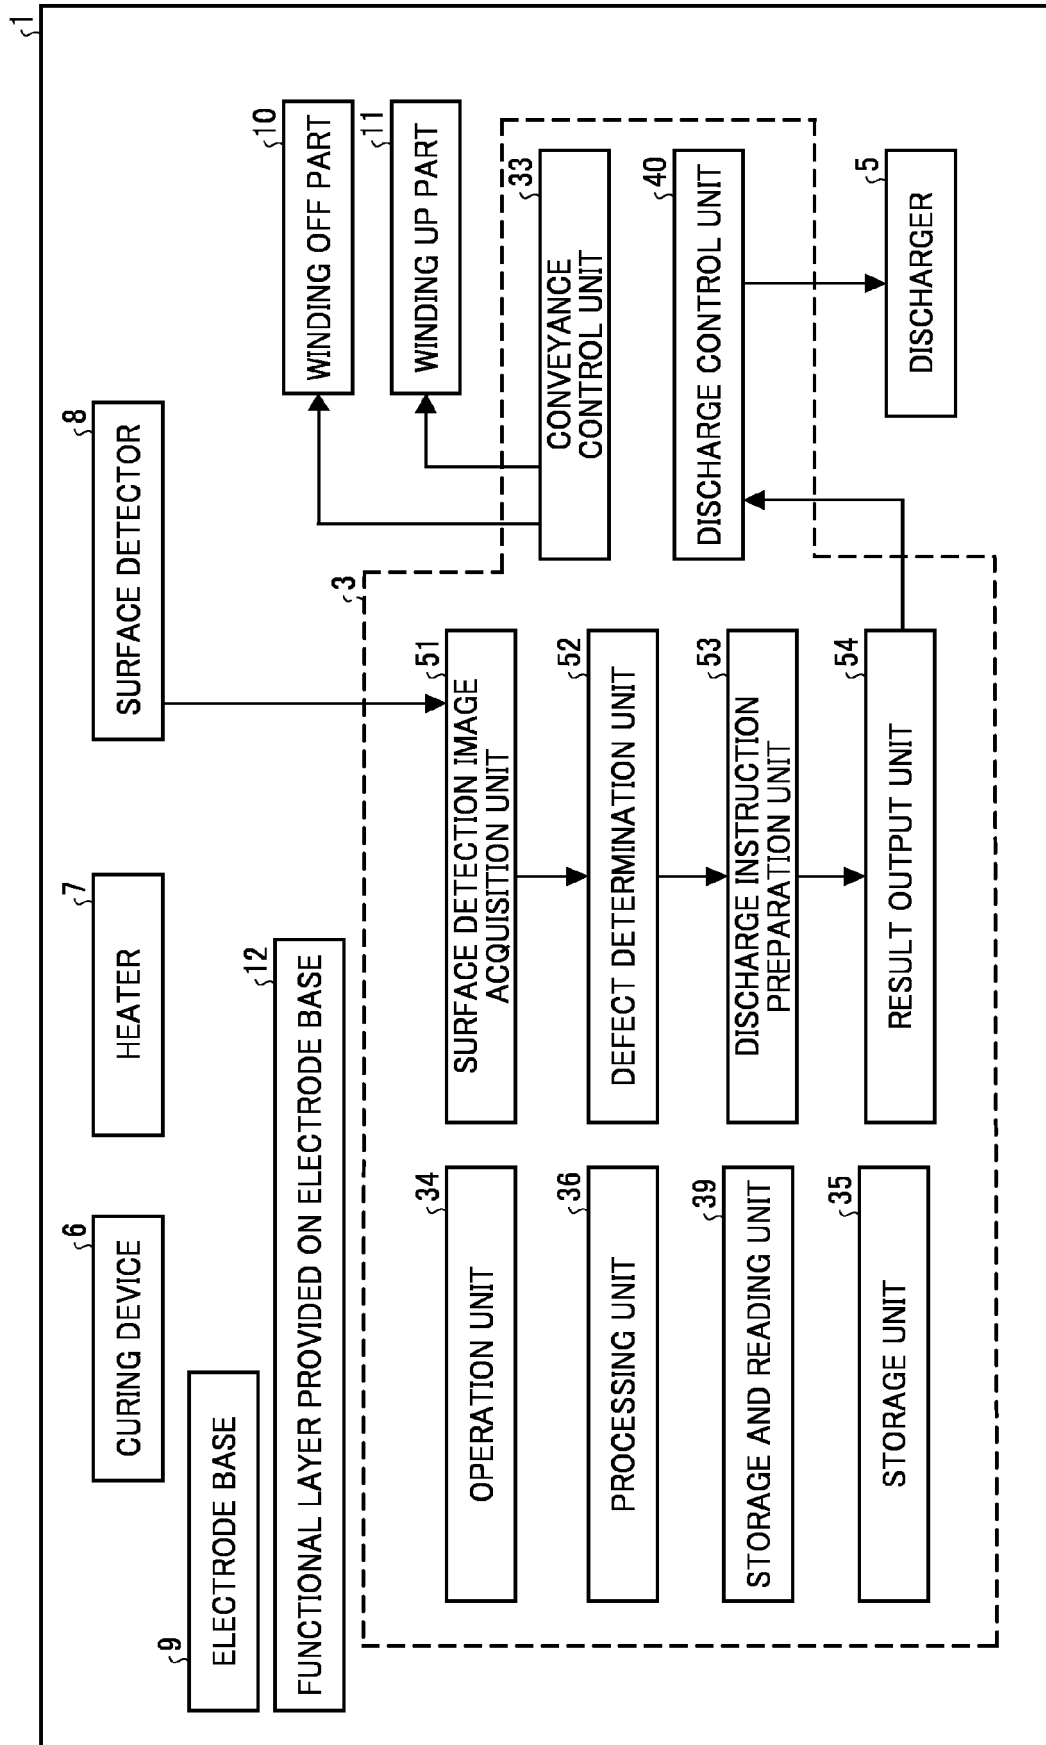 1
CURING DEVICE
6
HEATER
7
SURFACE DETECTOR
8
ELECTRODE BASE
9
FUNCTIONAL LAYER PROVIDED ON ELECTRODE BASE
12
WINDING OFF PART
10
WINDING UP PART
11
3
OPERATION UNIT
34
SURFACE DETECTION IMAGE
ACQUISITION UNIT
51
CONVEYANCE
CONTROL UNIT
33
PROCESSING UNIT
36
DEFECT DETERMINATION UNIT
52
DISCHARGE CONTROL UNIT
40
STORAGE AND READING UNIT
39
DISCHARGE INSTRUCTION
PREPARATION UNIT
53
STORAGE UNIT
35
RESULT OUTPUT UNIT
54
DISCHARGER
5